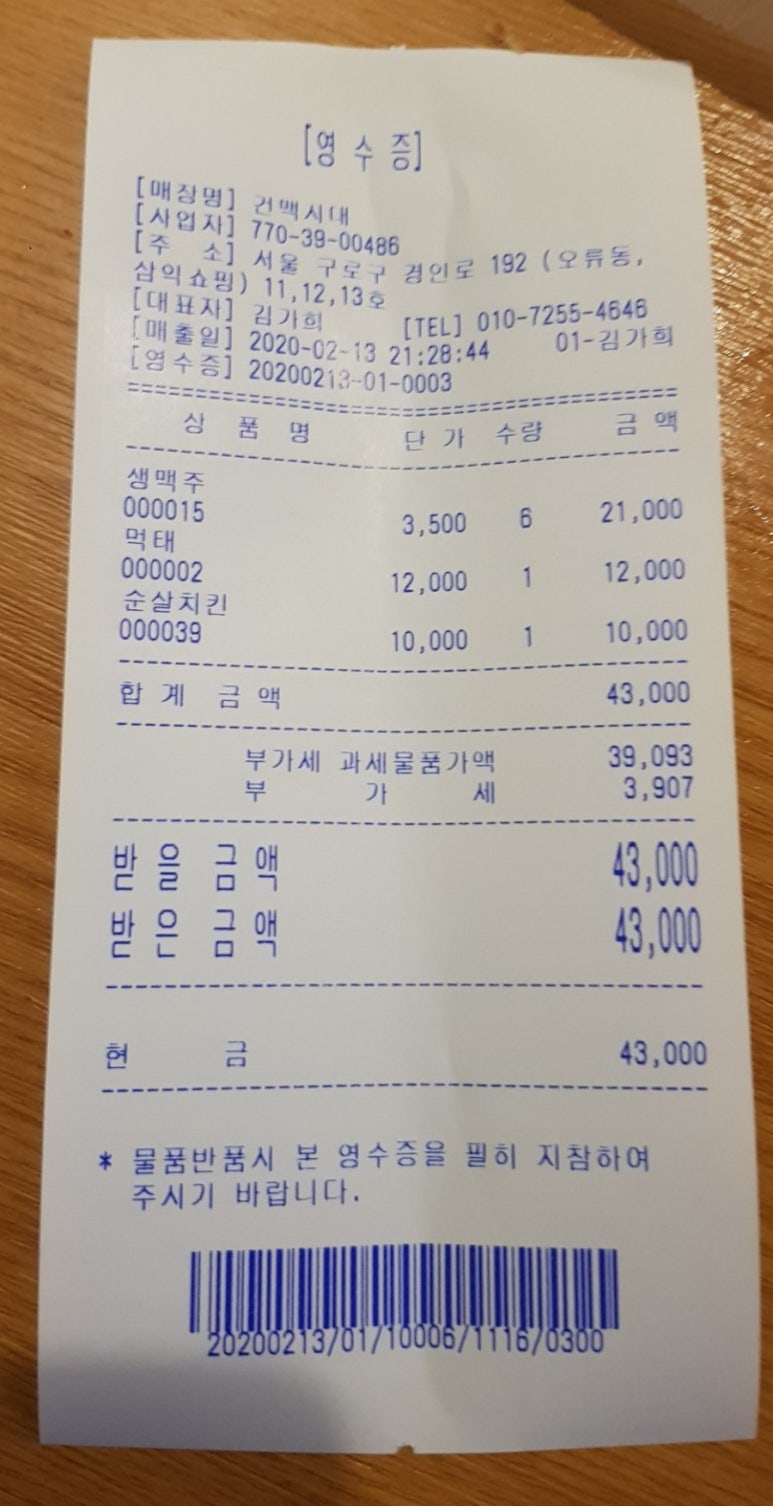 [영 수 증]
[매장명] 건맥시대
[사업자] 770-39-00486
[주 소] 서울 구로구 경인로 192 (오류동,
삼익쇼핑) 11,12,13호
[대표자] 김가희 [TEL] 010-7255-4646
[매출일] 2020-02-13 21:28:44 01-김가희
[영수증] 20200213-01-0003
상 품 명 단 가 수량 금 액
생맥주
000015 3,500 6 21,000
먹태
000002 12,000 1 12,000
순살치킨
000039 10,000 1 10,000
합 계 금 액 43,000
부가세 과세물품가액 39,093
부 가 세 3,907
받 을 금 액 43,000
받 은 금 액 43,000
현 금 43,000
* 물품반품시 본 영수증을 필히 지참하여
주시기 바랍니다.
20200213/01/10006/1116/0300